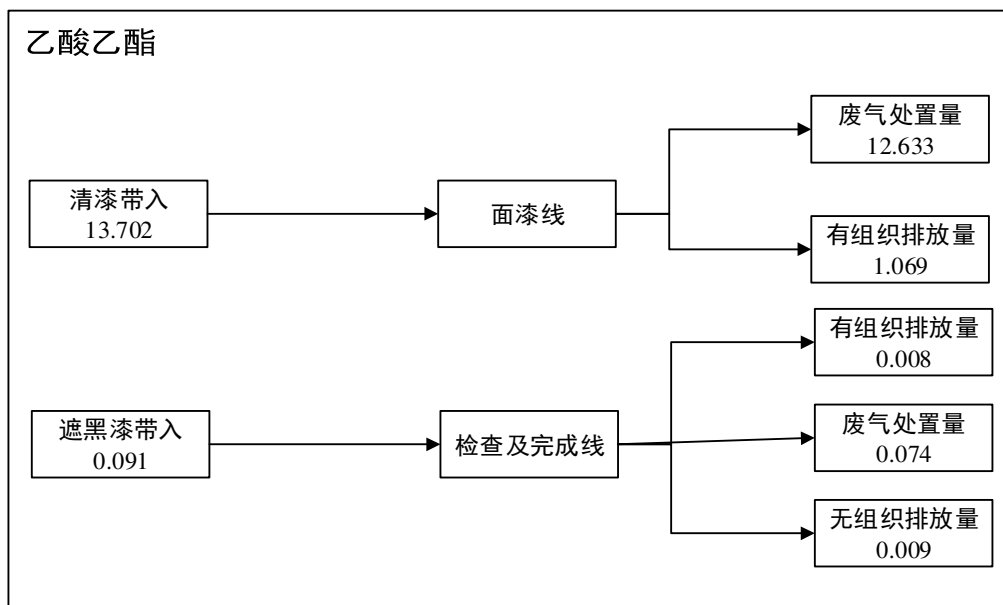 乙酸乙酯
废气处置量
12.633
清漆带入
13.702
面漆线
有组织排放量
1.069
有组织排放量
0.008
遮黑漆带入
0.091
检查及完成线
废气处置量
0.074
无组织排放量
0.009